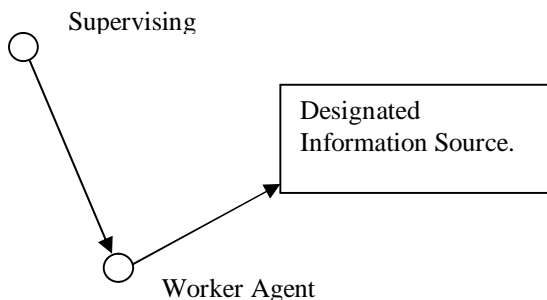 Supervising
Designated
Information Source.
Worker Agent